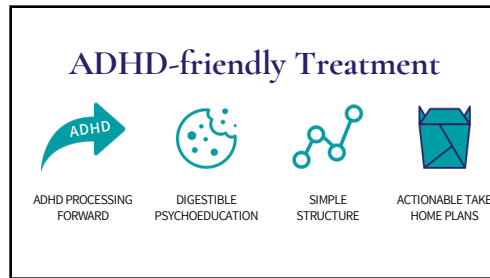 ADHD-friendly Treatment
ADHD
ADHD PROCESSING
FORWARD
DIGESTIBLE
PSYCHOEDUCATION
SIMPLE
STRUCTURE
ACTIONABLE TAKE
HOME PLANS